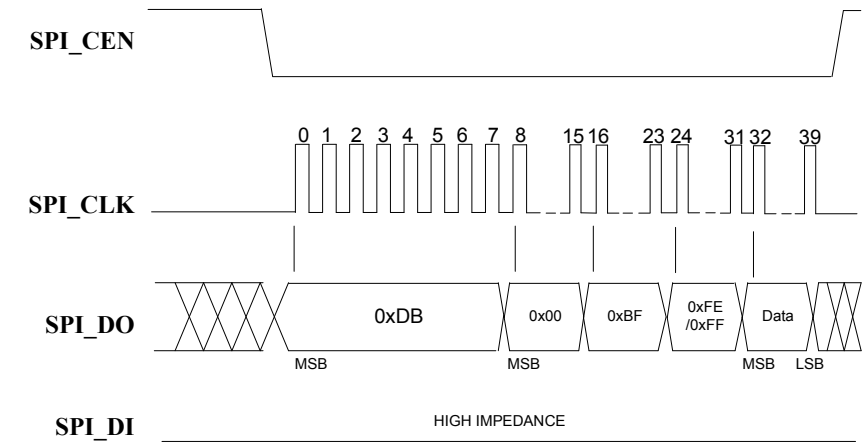 SPI_CEN
0 1 2 3 4 5 6 7 8 15 16 23 24 31 32 39
SPI_CLK
SPI_DO
0xDB
0x00
0xBF
0xFE
/0xFF
Data
MSB MSB MSB LSB
SPI_DI
HIGH IMPEDANCE